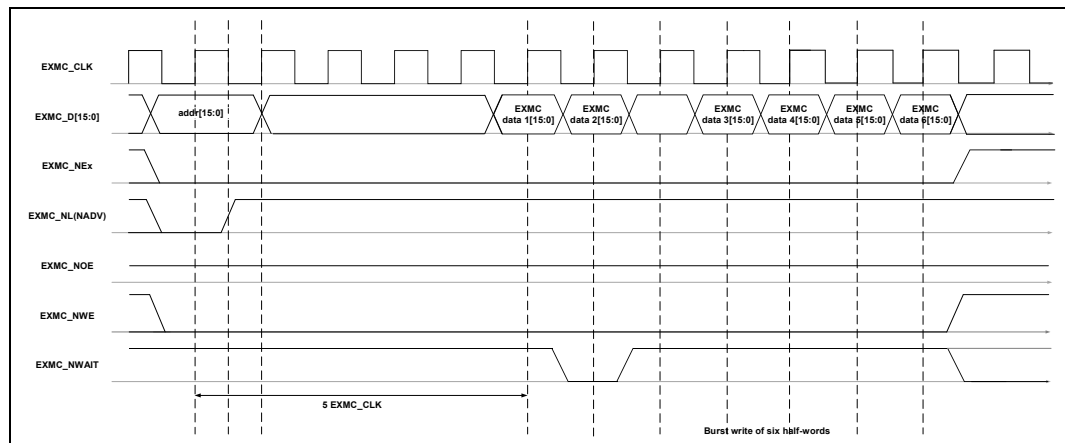 EXMC_CLK
EXMC_D[15:0]
addr[15:0]
EXMC
data 1[15:0]
EXMC
data 2[15:0]
EXMC
data 3[15:0]
EXMC
data 4[15:0]
EXMC
data 5[15:0]
EXMC
data 6[15:0]
EXMC_NEx
EXMC_NL(NADV)
EXMC_NOE
EXMC_NWE
EXMC_NWAIT
5 EXMC_CLK
Burst write of six half-words